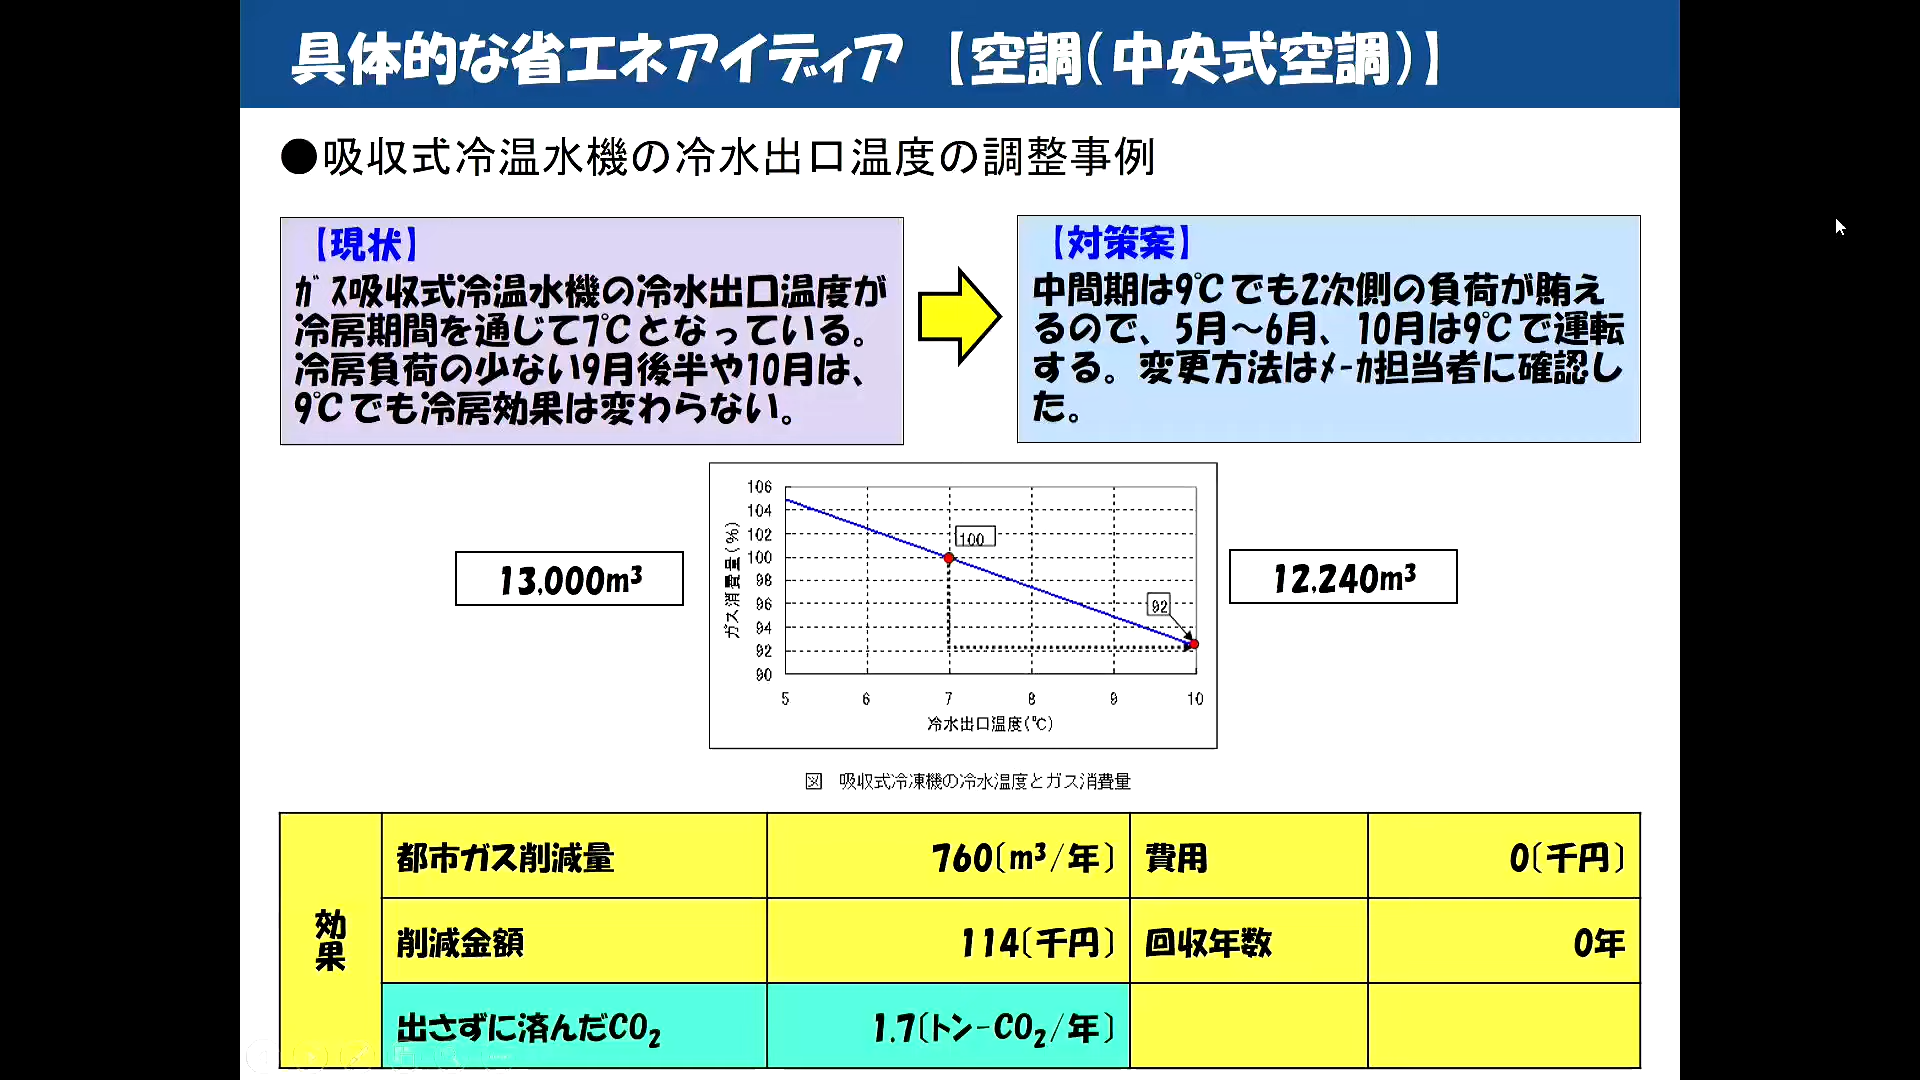 具体的な省エネアイディア【空調(中央式空調)】
●吸収式冷温水機の冷水出口温度の調整事例
【現状】
ｶﾞｽ吸収式冷温水機の冷水出口温度が
冷房期間を通じて7℃となっている。
冷房負荷の少ない9月後半や10月は、
9℃でも冷房効果は変わらない。
【対策案】
中間期は9℃でも2次側の負荷が賄え
るので、5月～6月、10月は9℃で運転
する。変更方法はﾒｰｶ担当者に確認し
た。
13,000m³
106
104
102
100
98
96
94
92
90
ガス消費量(%)
100
92
5 6 7 8 9 10
冷水出口温度(℃)
12,240m³
図 吸収式冷凍機の冷水温度とガス消費量
効果
都市ガス削減量 760〔m³/年〕 費用 0〔千円〕
削減金額 114〔千円〕 回収年数 0年
出さずに済んだCO₂ 1.7〔トン-CO₂/年〕